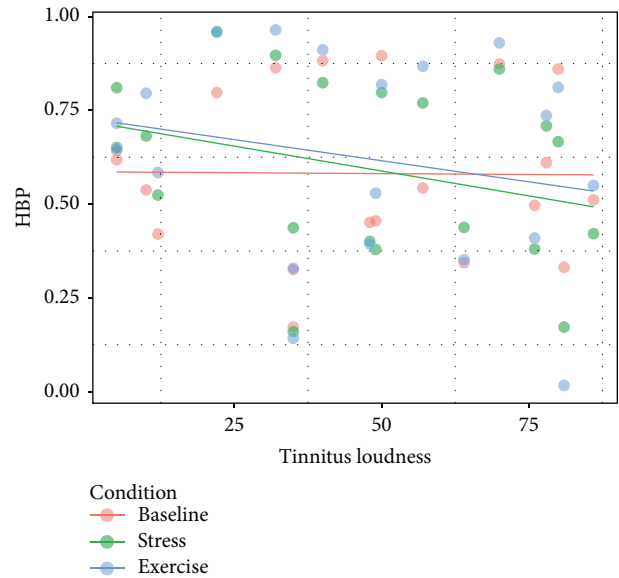 1.00
0.75
0.50
0.25
0.00
HBP
25 50 75
Tinnitus loudness
Condition
Baseline
Stress
Exercise